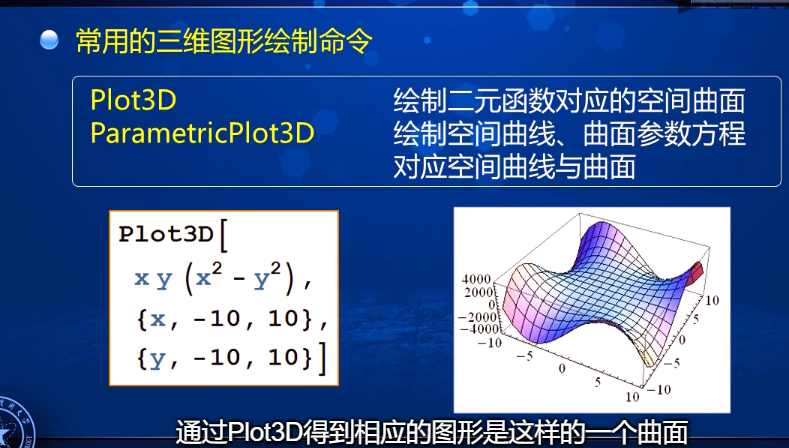 常用的三维图形绘制命令
Plot3D 绘制二元函数对应的空间曲面
ParametricPlot3D 绘制空间曲线、曲面参数方程
对应空间曲线与曲面
Plot3D[
x y (x² - y²),
{x, -10, 10},
{y, -10, 10}]
4000
2000
0
-2000
-4000
-10
-5
0
5
10
-10
-5
0
5
10
通过Plot3D得到相应的图形是这样的一个曲面